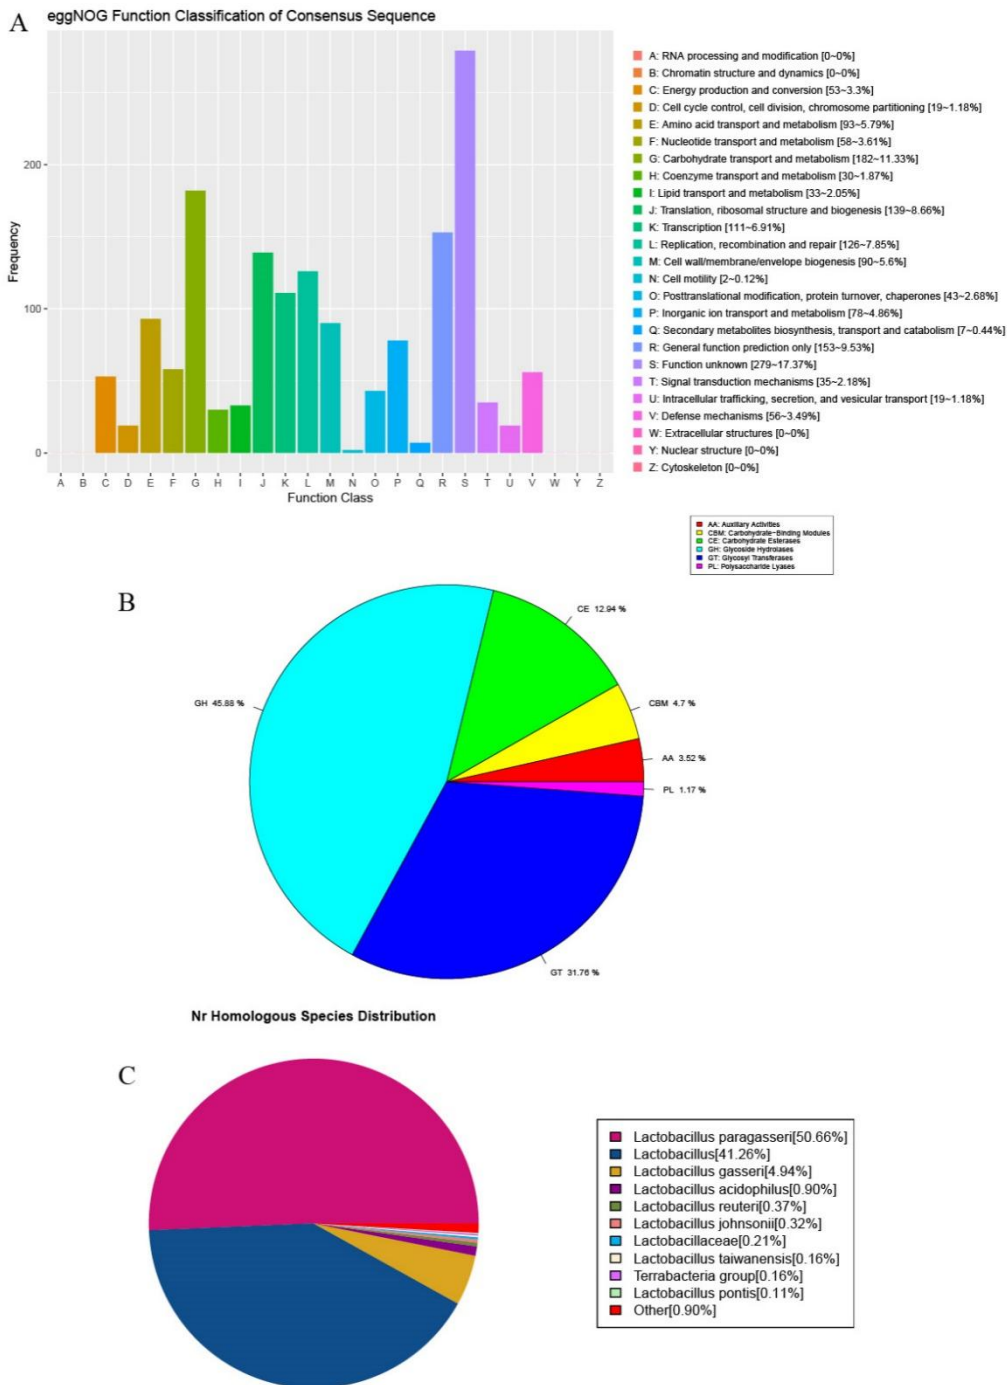 A
eggNOG Function Classification of Consensus Sequence
Frequency
200
100
0
A B C D E F G H I J K L M N O P Q R S T U V W Y Z
Function Class
A: RNA processing and modification [0~0%]
B: Chromatin structure and dynamics [0~0%]
C: Energy production and conversion [53~3.3%]
D: Cell cycle control, cell division, chromosome partitioning [19~1.18%]
E: Amino acid transport and metabolism [93~5.79%]
F: Nucleotide transport and metabolism [58~3.61%]
G: Carbohydrate transport and metabolism [182~11.33%]
H: Coenzyme transport and metabolism [30~1.87%]
I: Lipid transport and metabolism [33~2.05%]
J: Translation, ribosomal structure and biogenesis [139~8.66%]
K: Transcription [111~6.91%]
L: Replication, recombination and repair [126~7.85%]
M: Cell wall/membrane/envelope biogenesis [90~5.6%]
N: Cell motility [2~0.12%]
O: Posttranslational modification, protein turnover, chaperones [43~2.68%]
P: Inorganic ion transport and metabolism [78~4.86%]
Q: Secondary metabolites biosynthesis, transport and catabolism [7~0.44%]
R: General function prediction only [153~9.53%]
S: Function unknown [279~17.37%]
T: Signal transduction mechanisms [35~2.18%]
U: Intracellular trafficking, secretion, and vesicular transport [19~1.18%]
V: Defense mechanisms [56~3.49%]
W: Extracellular structures [0~0%]
Y: Nuclear structure [0~0%]
Z: Cytoskeleton [0~0%]
AA: Auxiliary Activities
CBM: Carbohydrate-Binding Modules
CE: Carbohydrate Esterases
GH: Glycoside Hydrolases
GT: Glycosyl Transferases
PL: Polysaccharide Lyases
B
CE 12.94 %
GH 45.88 %
CBM 4.7 %
AA 3.52 %
PL 1.17 %
GT 31.76 %
Nr Homologous Species Distribution
C
Lactobacillus paragasseri[50.66%]
Lactobacillus[41.26%]
Lactobacillus gasseri[4.94%]
Lactobacillus acidophilus[0.90%]
Lactobacillus reuteri[0.37%]
Lactobacillus johnsonii[0.32%]
Lactobacillaceae[0.21%]
Lactobacillus taiwanensis[0.16%]
Terrabacteria group[0.16%]
Lactobacillus pontis[0.11%]
Other[0.90%]